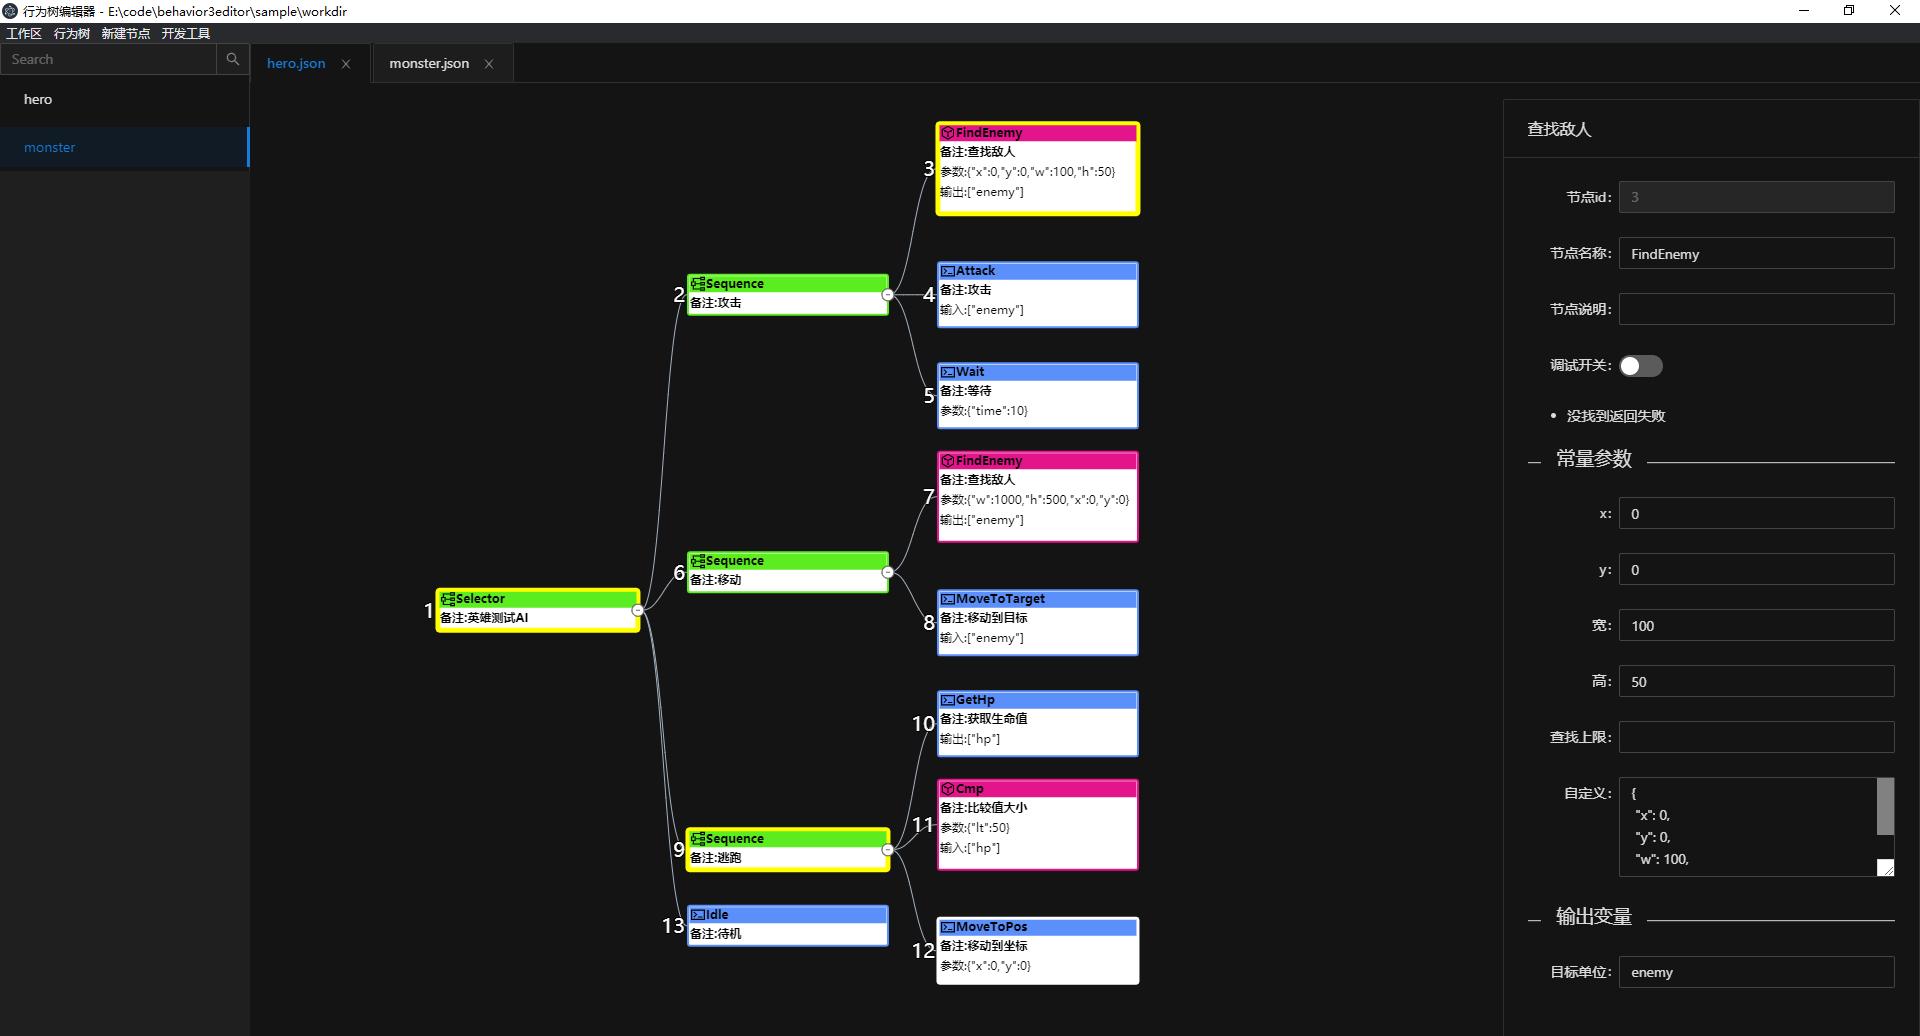 行为树编辑器 - E:\code\behavior3editor\sample\workdir
工作区 行为树 新建节点 开发工具
Search
hero
monster
hero.json
monster.json
1
Selector
备注:英雄测试AI
2
Sequence
备注:攻击
3
FindEnemy
备注:查找敌人
参数:{"x":0,"y":0,"w":100,"h":50}
输出:["enemy"]
4
Attack
备注:攻击
输入:["enemy"]
5
Wait
备注:等待
参数:{"time":10}
6
Sequence
备注:移动
7
FindEnemy
备注:查找敌人
参数:{"w":1000,"h":500,"x":0,"y":0}
输出:["enemy"]
8
MoveToTarget
备注:移动到目标
输入:["enemy"]
9
Sequence
备注:逃跑
10
GetHp
备注:获取生命值
输出:["hp"]
11
Cmp
备注:比较值大小
参数:{"lt":50}
输入:["hp"]
12
MoveToPos
备注:移动到坐标
参数:{"x":0,"y":0}
13
Idle
备注:待机
查找敌人
节点id: 3
节点名称: FindEnemy
节点说明:
调试开关:
• 没找到返回失败
常量参数
x: 0
y: 0
宽: 100
高: 50
查找上限:
自定义: {
"x": 0,
"y": 0,
"w": 100,
输出变量
目标单位: enemy